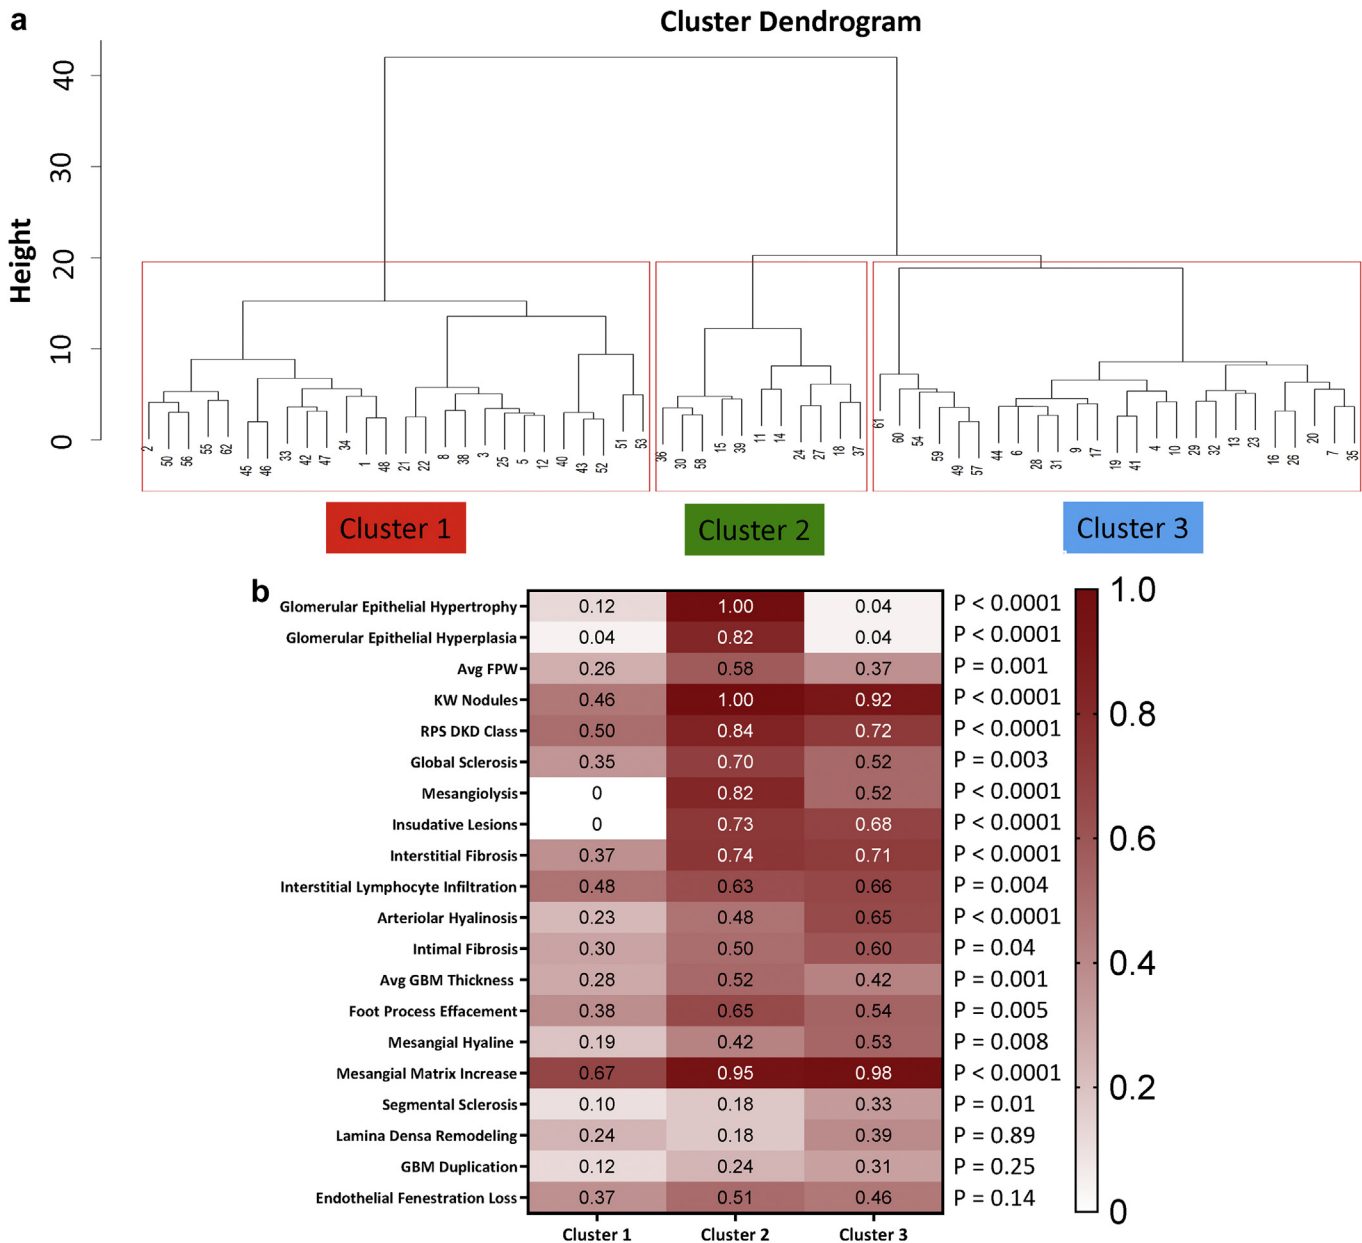 a
Cluster Dendrogram
Height
40
30
20
10
0
2 50 56 55 62 45 46 33 42 47 34 1 48 21 22 8 38 3 25 5 12 40 43 52 51 53
36 30 58 15 39 11 14 24 27 18 37
61 60 54 59 49 57 44 6 28 31 9 17 19 41 4 10 29 32 13 23 16 26 20 7 35
Cluster 1 Cluster 2 Cluster 3
b
Glomerular Epithelial Hypertrophy 0.12 1.00 0.04 P < 0.0001
Glomerular Epithelial Hyperplasia 0.04 0.82 0.04 P < 0.0001
Avg FPW 0.26 0.58 0.37 P = 0.001
KW Nodules 0.46 1.00 0.92 P < 0.0001
RPS DKD Class 0.50 0.84 0.72 P < 0.0001
Global Sclerosis 0.35 0.70 0.52 P = 0.003
Mesangiolysis 0 0.82 0.52 P < 0.0001
Insudative Lesions 0 0.73 0.68 P < 0.0001
Interstitial Fibrosis 0.37 0.74 0.71 P < 0.0001
Interstitial Lymphocyte Infiltration 0.48 0.63 0.66 P = 0.004
Arteriolar Hyalinosis 0.23 0.48 0.65 P < 0.0001
Intimal Fibrosis 0.30 0.50 0.60 P = 0.04
Avg GBM Thickness 0.28 0.52 0.42 P = 0.001
Foot Process Effacement 0.38 0.65 0.54 P = 0.005
Mesangial Hyaline 0.19 0.42 0.53 P = 0.008
Mesangial Matrix Increase 0.67 0.95 0.98 P < 0.0001
Segmental Sclerosis 0.10 0.18 0.33 P = 0.01
Lamina Densa Remodeling 0.24 0.18 0.39 P = 0.89
GBM Duplication 0.12 0.24 0.31 P = 0.25
Endothelial Fenestration Loss 0.37 0.51 0.46 P = 0.14
Cluster 1 Cluster 2 Cluster 3
1.0
0.8
0.6
0.4
0.2
0